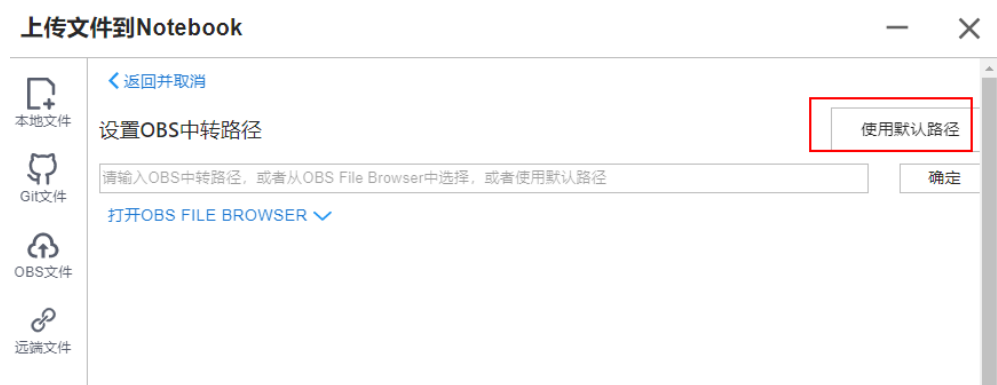 上传文件到Notebook
本地文件
Git文件
OBS文件
远端文件
返回并取消
设置OBS中转路径
使用默认路径
请输入OBS中转路径，或者从OBS File Browser中选择，或者使用默认路径
确定
打开OBS FILE BROWSER